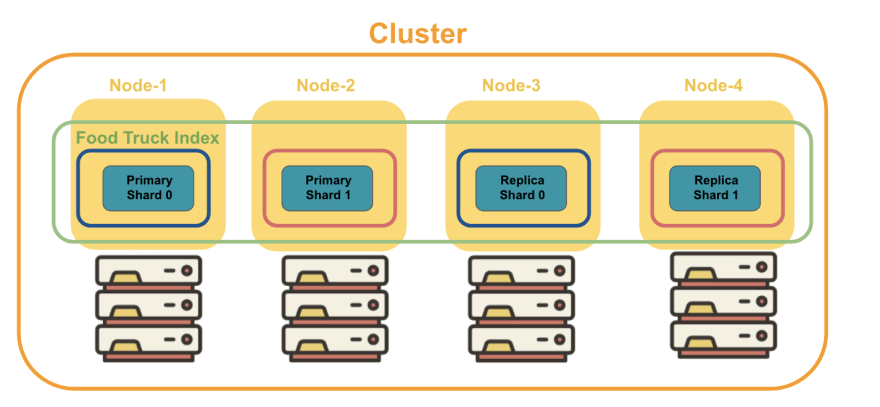 Cluster
Node-1
Node-2
Node-3
Node-4
Food Truck Index
Primary
Shard 0
Primary
Shard 1
Replica
Shard 0
Replica
Shard 1